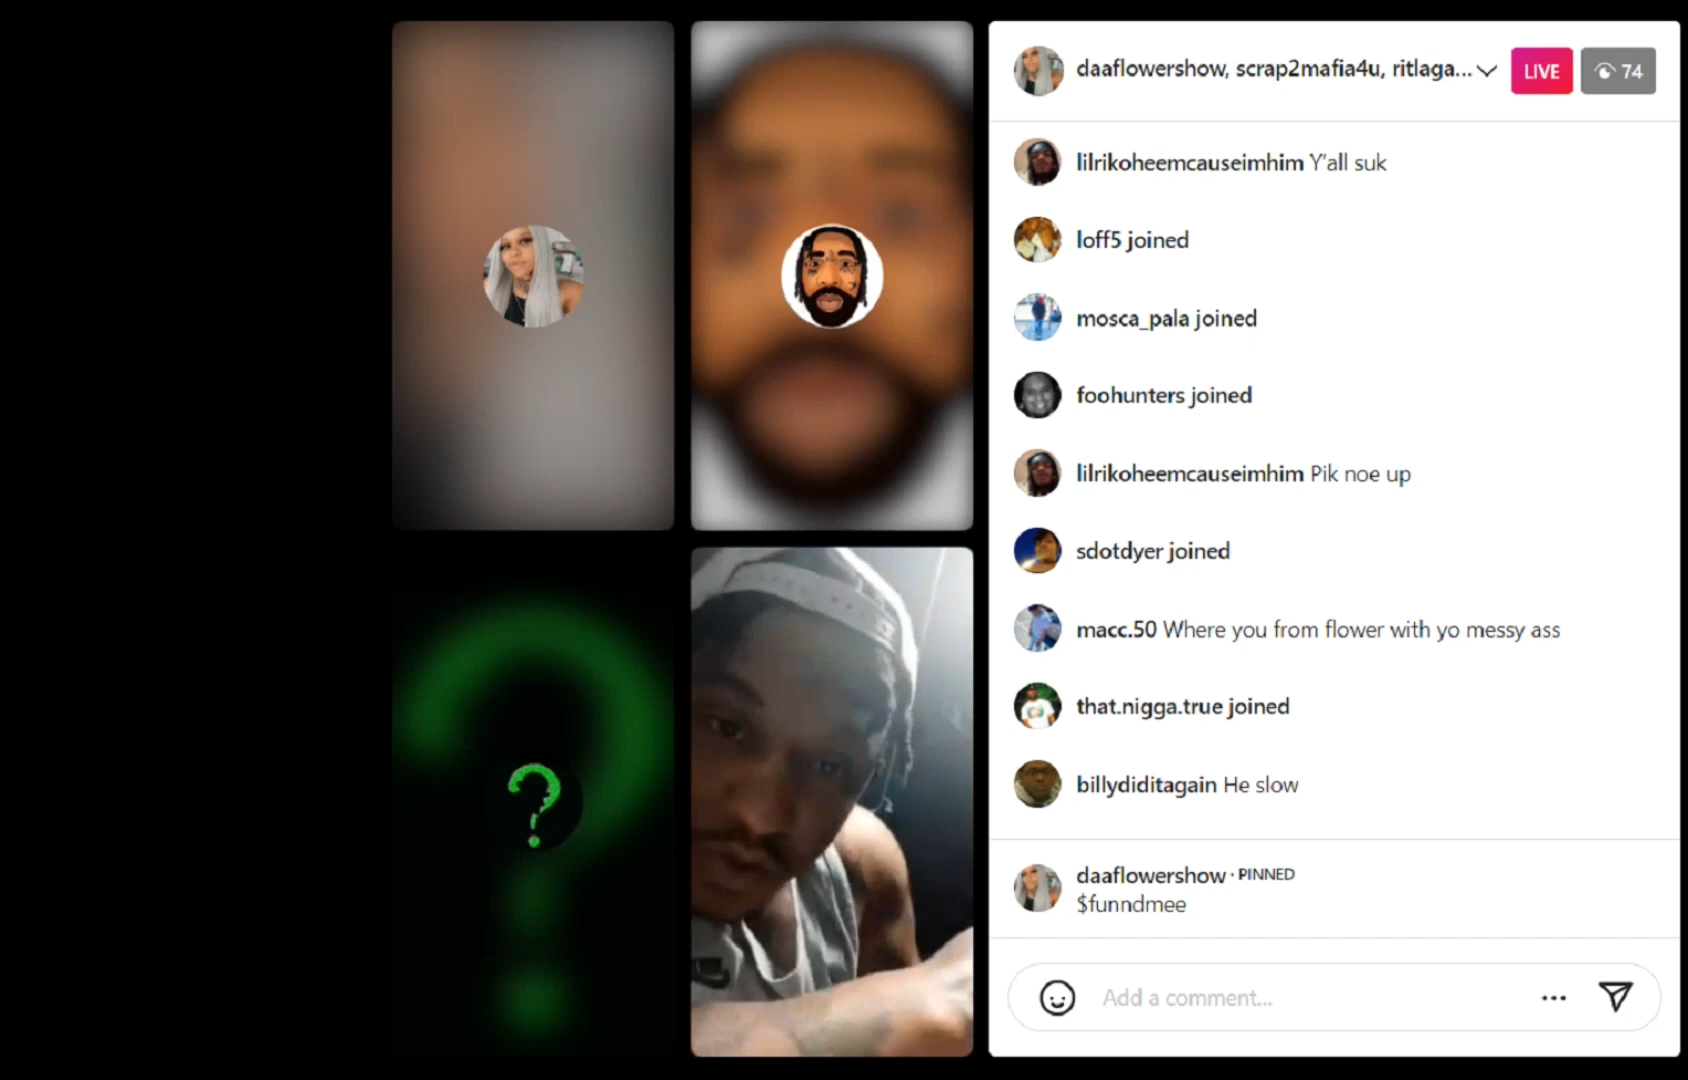 daaflowershow, scrap2mafia4u, ritlaga...
LIVE
74
lilrikoheemcauseimhim Y'all suk
loff5 joined
mosca_pala joined
foohunters joined
lilrikoheemcauseimhim Pik noe up
sdotdyer joined
macc.50 Where you from flower with yo messy ass
that.nigga.true joined
billydiditagain He slow
daaflowershow · PINNED
$funndmee
Add a comment...